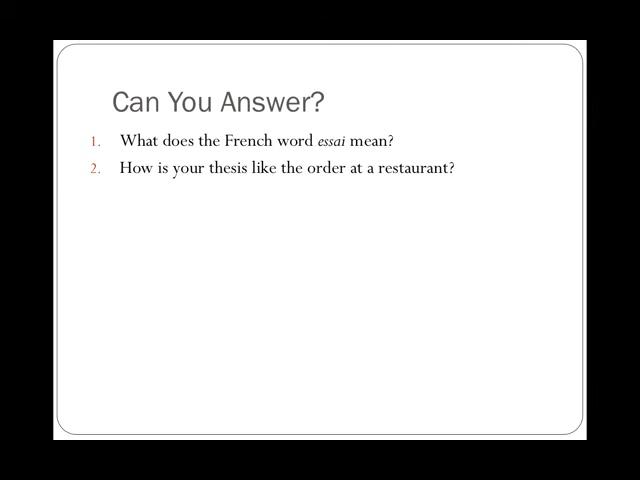 Can You Answer?
1. What does the French word essai mean?
2. How is your thesis like the order at a restaurant?